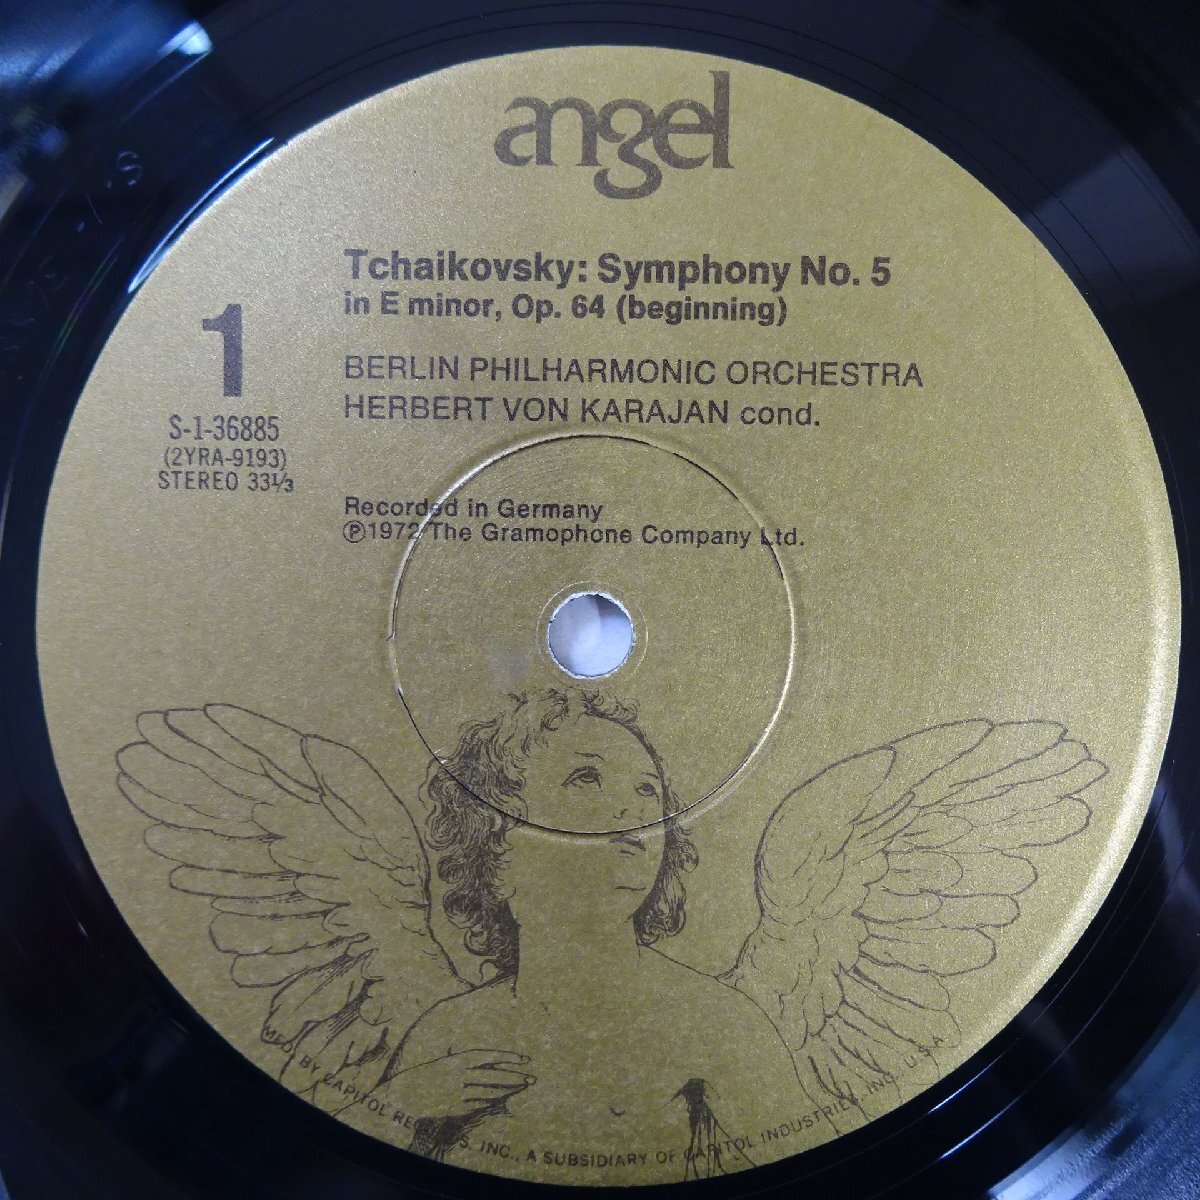 angel
Tchaikovsky: Symphony No. 5
in E minor, Op. 64 (beginning)
1
BERLIN PHILHARMONIC ORCHESTRA
HERBERT VON KARAJAN cond.
S-1-36885
(2YRA-9193)
STEREO 33⅓
Recorded in Germany
Ⓟ1972 The Gramophone Company Ltd.
MFD. BY CAPITOL RECORDS, INC., A SUBSIDIARY OF CAPITOL INDUSTRIES, INC. U.S.A.